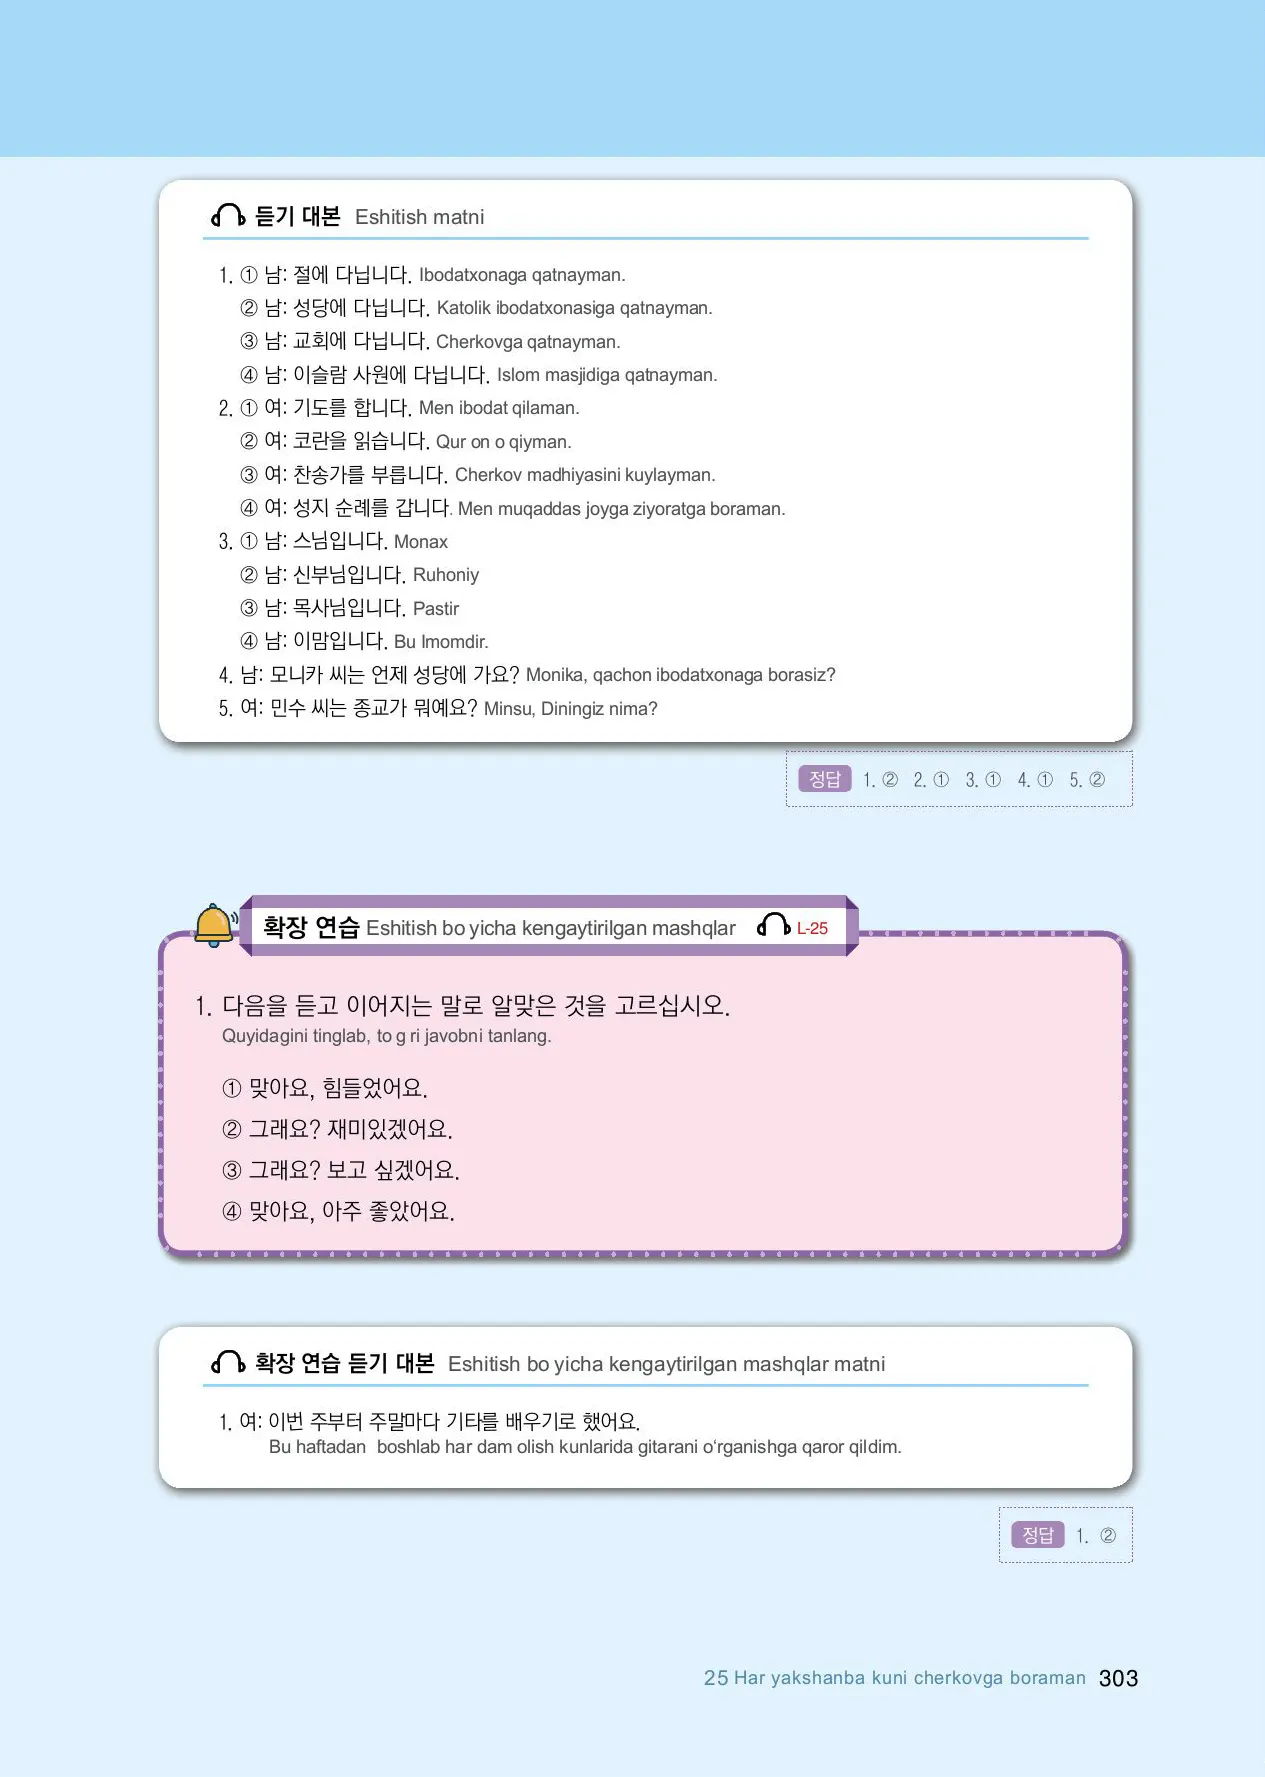 듣기 대본 Eshitish matni
1. ① 남: 절에 다닙니다. Ibodatxonaga qatnayman.
② 남: 성당에 다닙니다. Katolik ibodatxonasiga qatnayman.
③ 남: 교회에 다닙니다. Cherkovga qatnayman.
④ 남: 이슬람 사원에 다닙니다. Islom masjidiga qatnayman.
2. ① 여: 기도를 합니다. Men ibodat qilaman.
② 여: 코란을 읽습니다. Qur on o qiyman.
③ 여: 찬송가를 부릅니다. Cherkov madhiyasini kuylayman.
④ 여: 성지 순례를 갑니다. Men muqaddas joyga ziyoratga boraman.
3. ① 남: 스님입니다. Monax
② 남: 신부님입니다. Ruhoniy
③ 남: 목사님입니다. Pastir
④ 남: 이맘입니다. Bu Imomdir.
4. 남: 모니카 씨는 언제 성당에 가요? Monika, qachon ibodatxonaga borasiz?
5. 여: 민수 씨는 종교가 뭐예요? Minsu, Diningiz nima?
정답 1. ② 2. ① 3. ① 4. ① 5. ②
확장 연습 Eshitish bo yicha kengaytirilgan mashqlar L-25
1. 다음을 듣고 이어지는 말로 알맞은 것을 고르십시오.
Quyidagini tinglab, to g ri javobni tanlang.
① 맞아요, 힘들었어요.
② 그래요? 재미있겠어요.
③ 그래요? 보고 싶겠어요.
④ 맞아요, 아주 좋았어요.
확장 연습 듣기 대본 Eshitish bo yicha kengaytirilgan mashqlar matni
1. 여: 이번 주부터 주말마다 기타를 배우기로 했어요.
Bu haftadan boshlab har dam olish kunlarida gitarani o‘rganishga qaror qildim.
정답 1. ②
25 Har yakshanba kuni cherkovga boraman 303